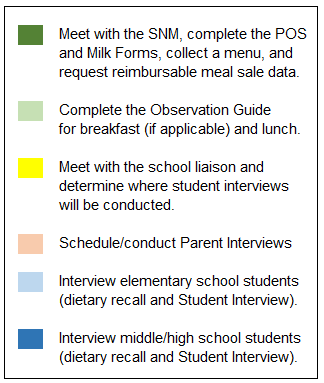 Meet with the SNM, complete the POS
and Milk Forms, collect a menu, and
request reimbursable meal sale data.
Complete the Observation Guide
for breakfast (if applicable) and lunch.
Meet with the school liaison and
determine where student interviews
will be conducted.
Schedule/conduct Parent Interviews
Interview elementary school students
(dietary recall and Student Interview).
Interview middle/high school students
(dietary recall and Student Interview).